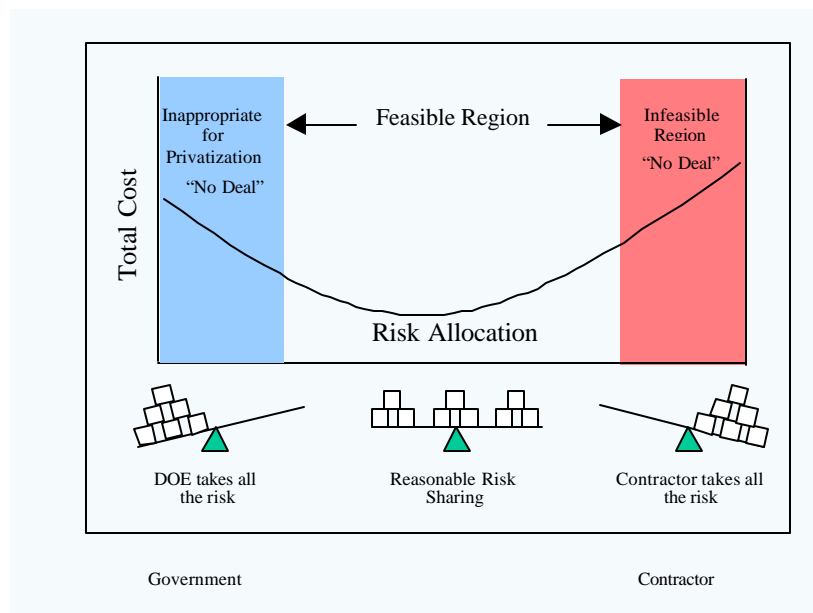 Inappropriate
for
Privatization
“No Deal”
Feasible Region
Infeasible
Region
“No Deal”
Total Cost
Risk Allocation
DOE takes all
the risk
Reasonable Risk
Sharing
Contractor takes all
the risk
Government
Contractor